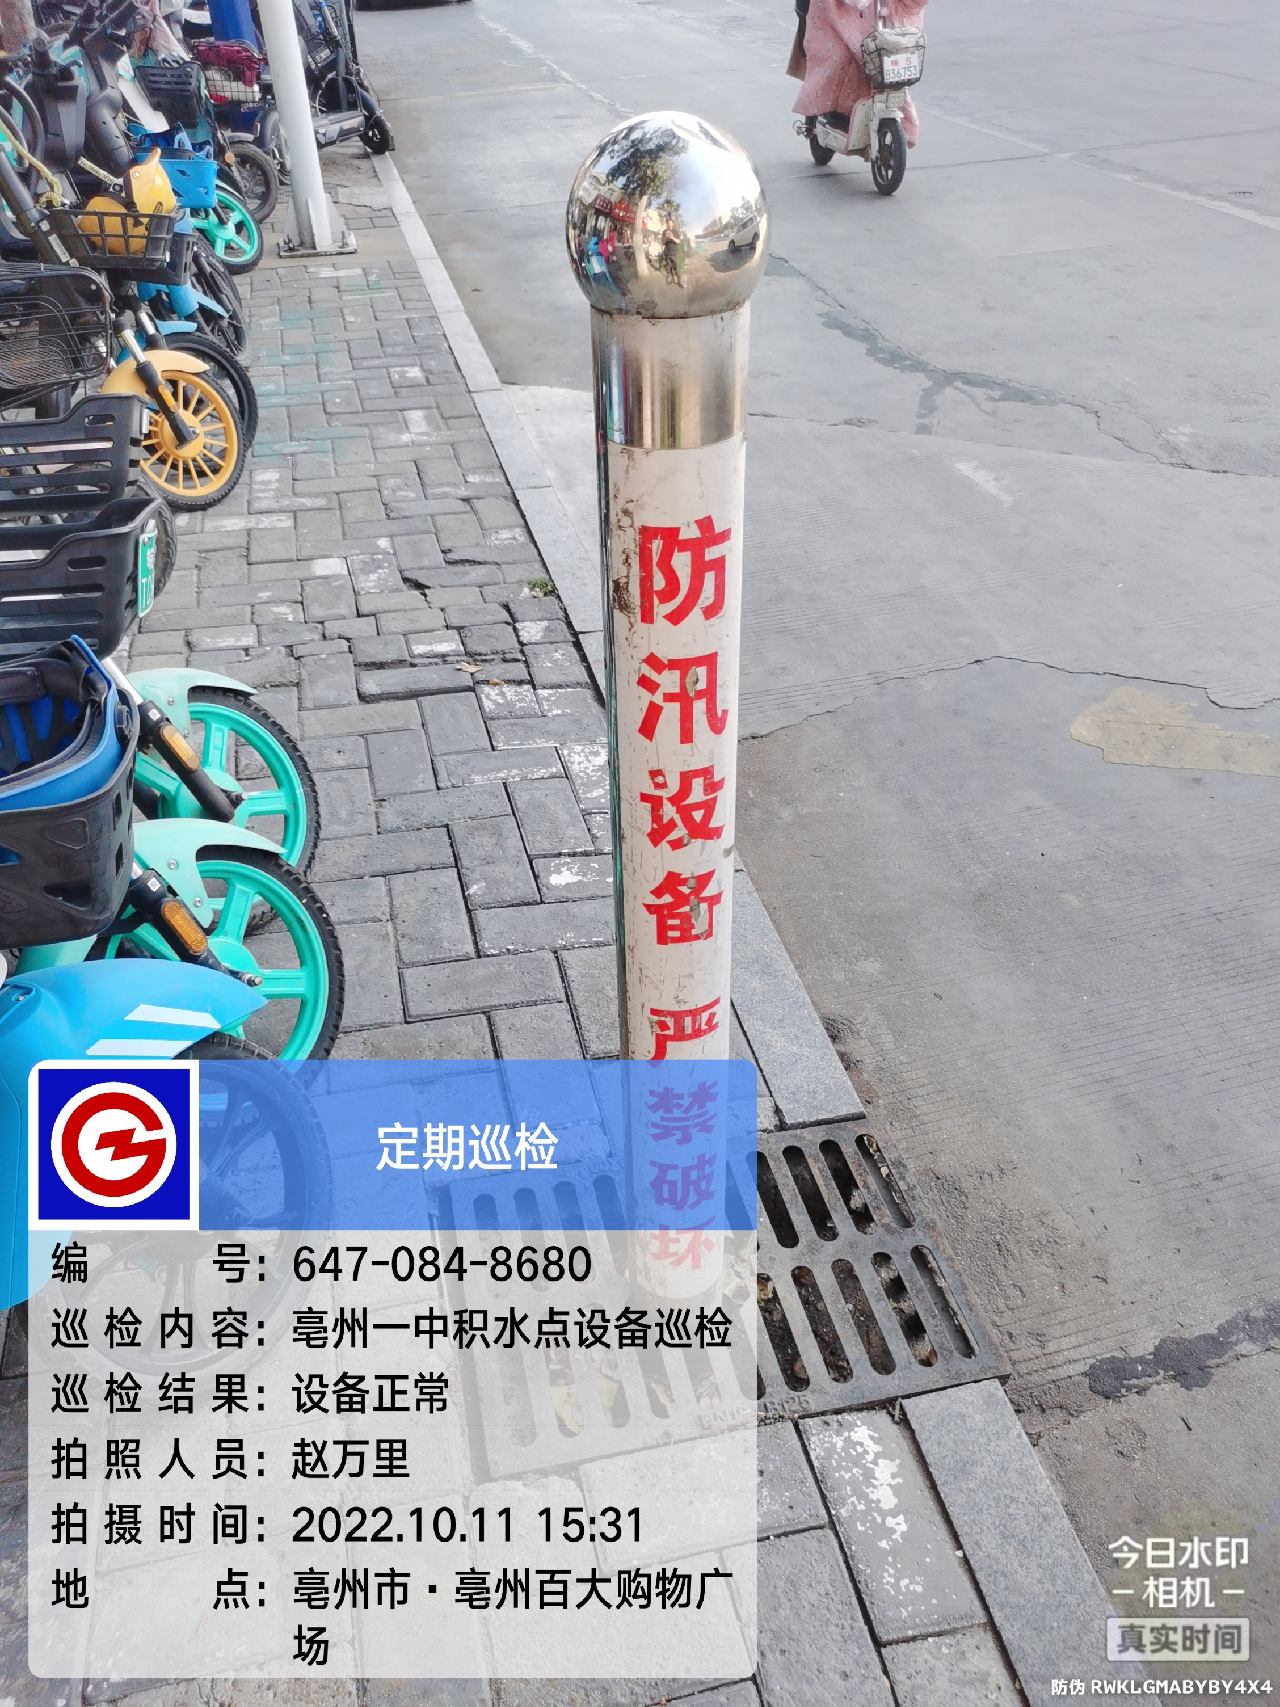 皖S
B36753
防汛设备 严禁破坏
定期巡检
编号：647-084-8680
巡检内容：亳州一中积水点设备巡检
巡检结果：设备正常
拍照人员：赵万里
拍摄时间：2022.10.11 15:31
地点：亳州市·亳州百大购物广
场
今日水印
-相机-
真实时间
防伪 RWKLGMABYBY4X4